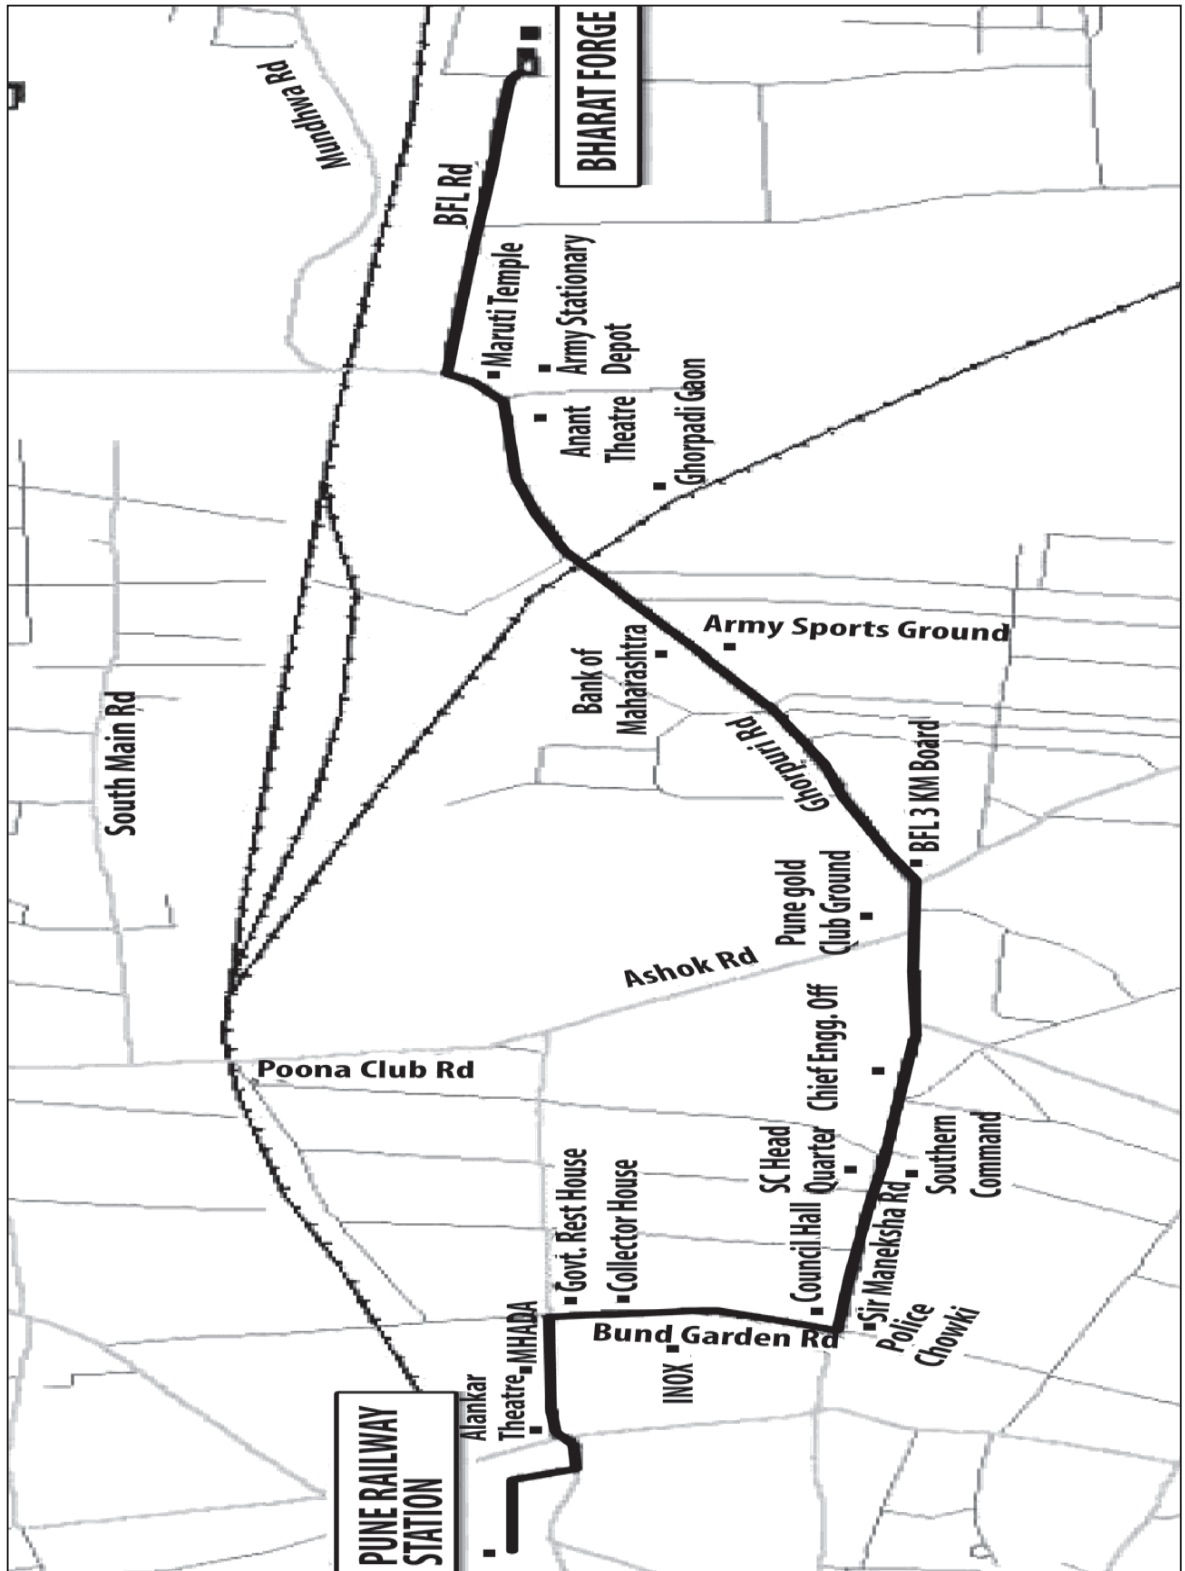 Mundhwa Rd
BHARAT FORGE
BFL Rd
Maruti Temple
Army Stationary
Depot
Anant
Theatre
Ghorpadi Gaon
South Main Rd
Army Sports Ground
Bank of
Maharashtra
Ghorpuri Rd
BFL 3 KM Board
Pune gold
Club Ground
Ashok Rd
Chief Engg. Off
Poona Club Rd
SC Head
Quarter
Southern
Command
Govt. Rest House
Collector House
Council Hall
Sir Maneksha Rd
Police
Chowki
Bund Garden Rd
MHADA
INOX
Alankar
Theatre
PUNE RAILWAY
STATION